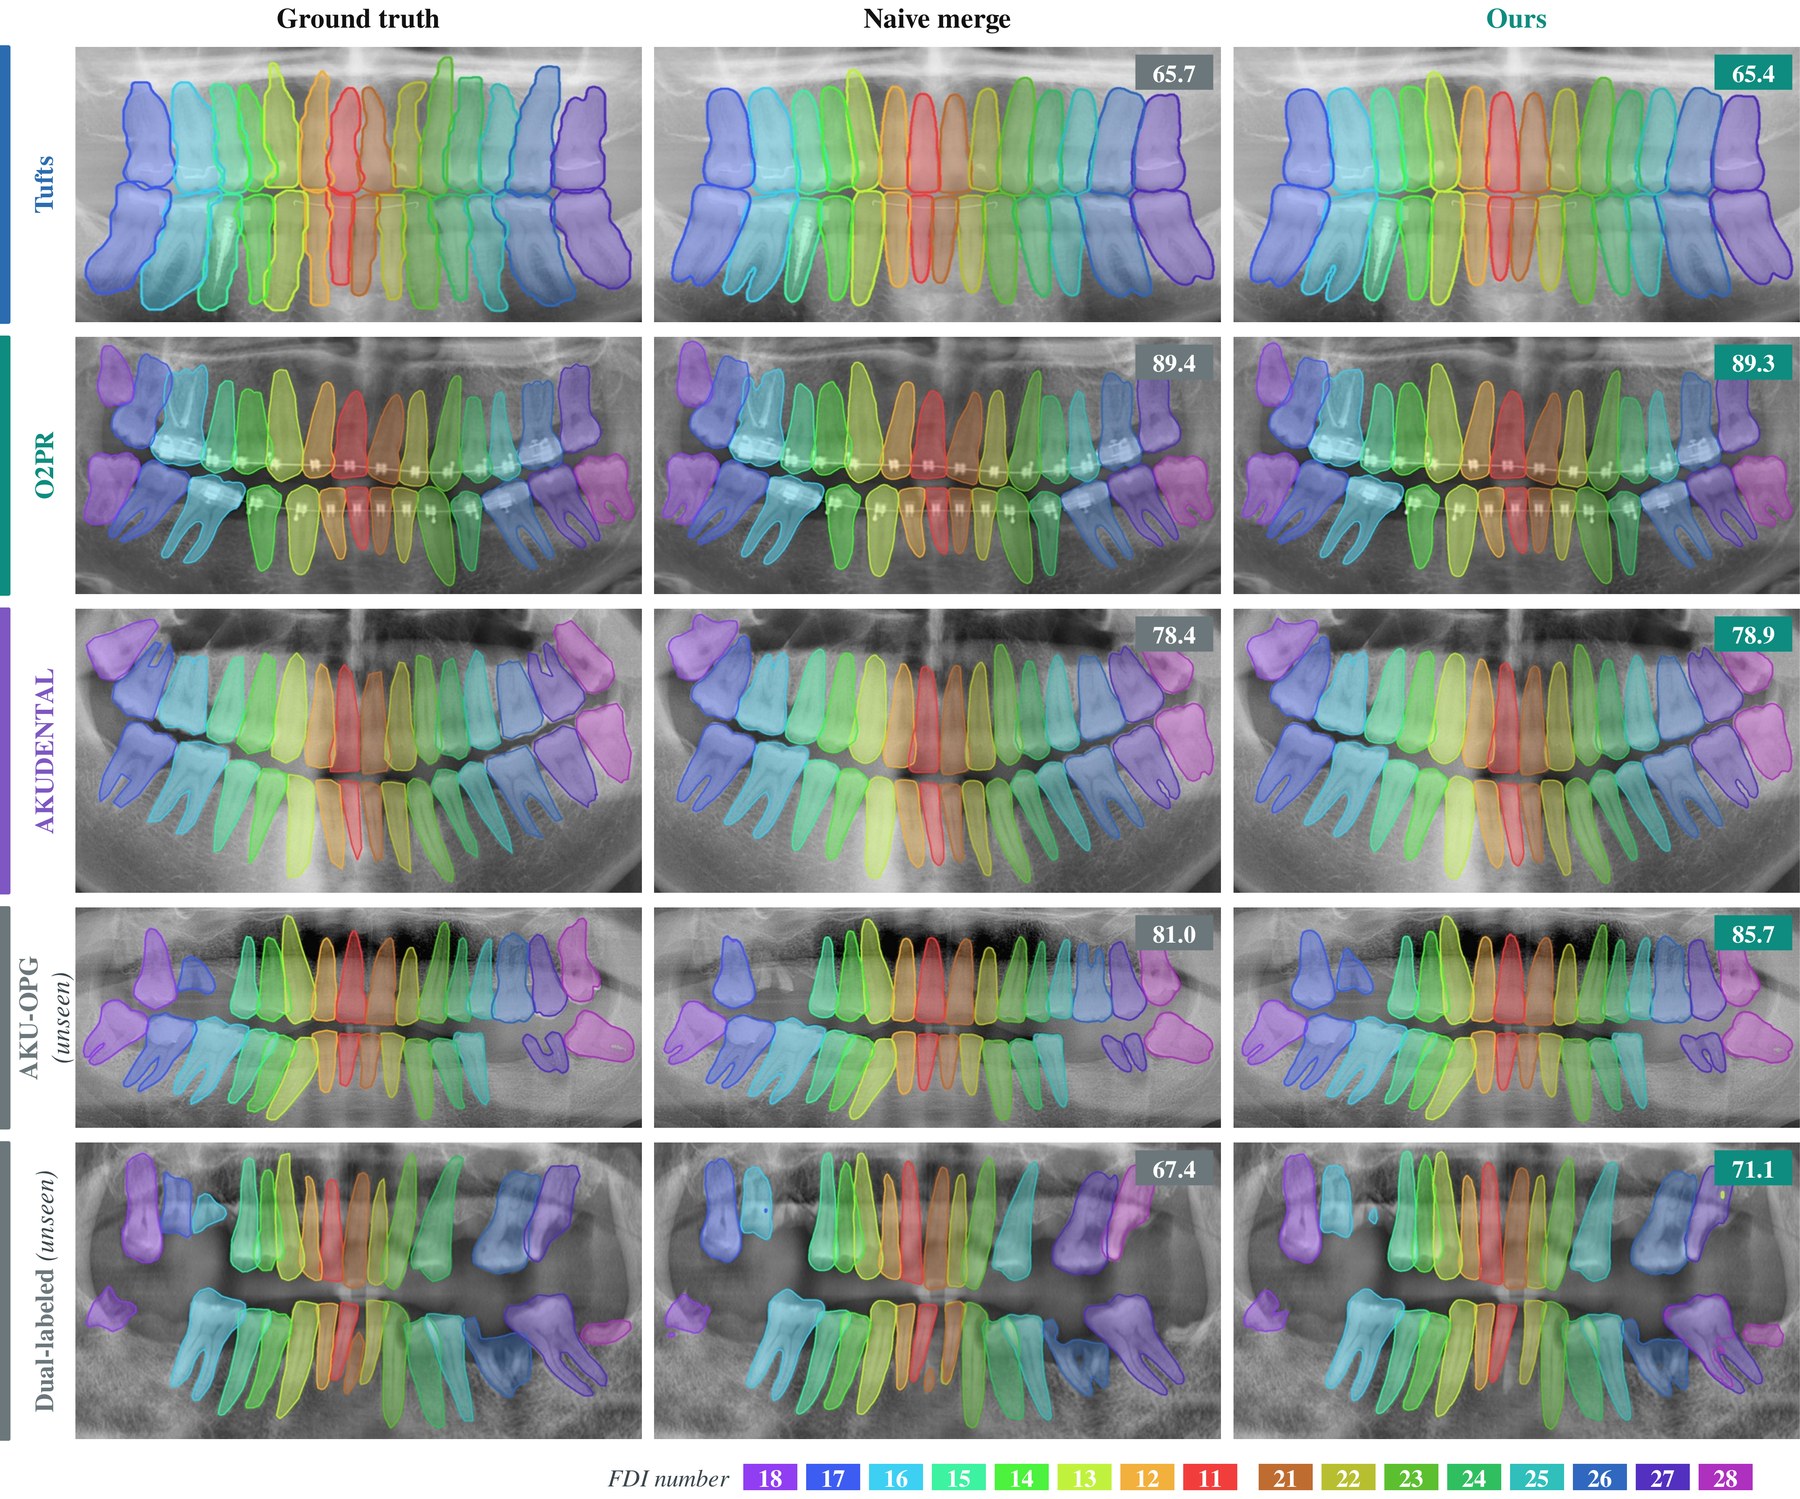 Ground truth
Naive merge
Ours
Tufts
65.7
65.4
O2PR
89.4
89.3
AKUDENTAL
78.4
78.9
AKU-OPG
(unseen)
81.0
85.7
Dual-labeled (unseen)
67.4
71.1
FDI number 18 17 16 15 14 13 12 11 21 22 23 24 25 26 27 28